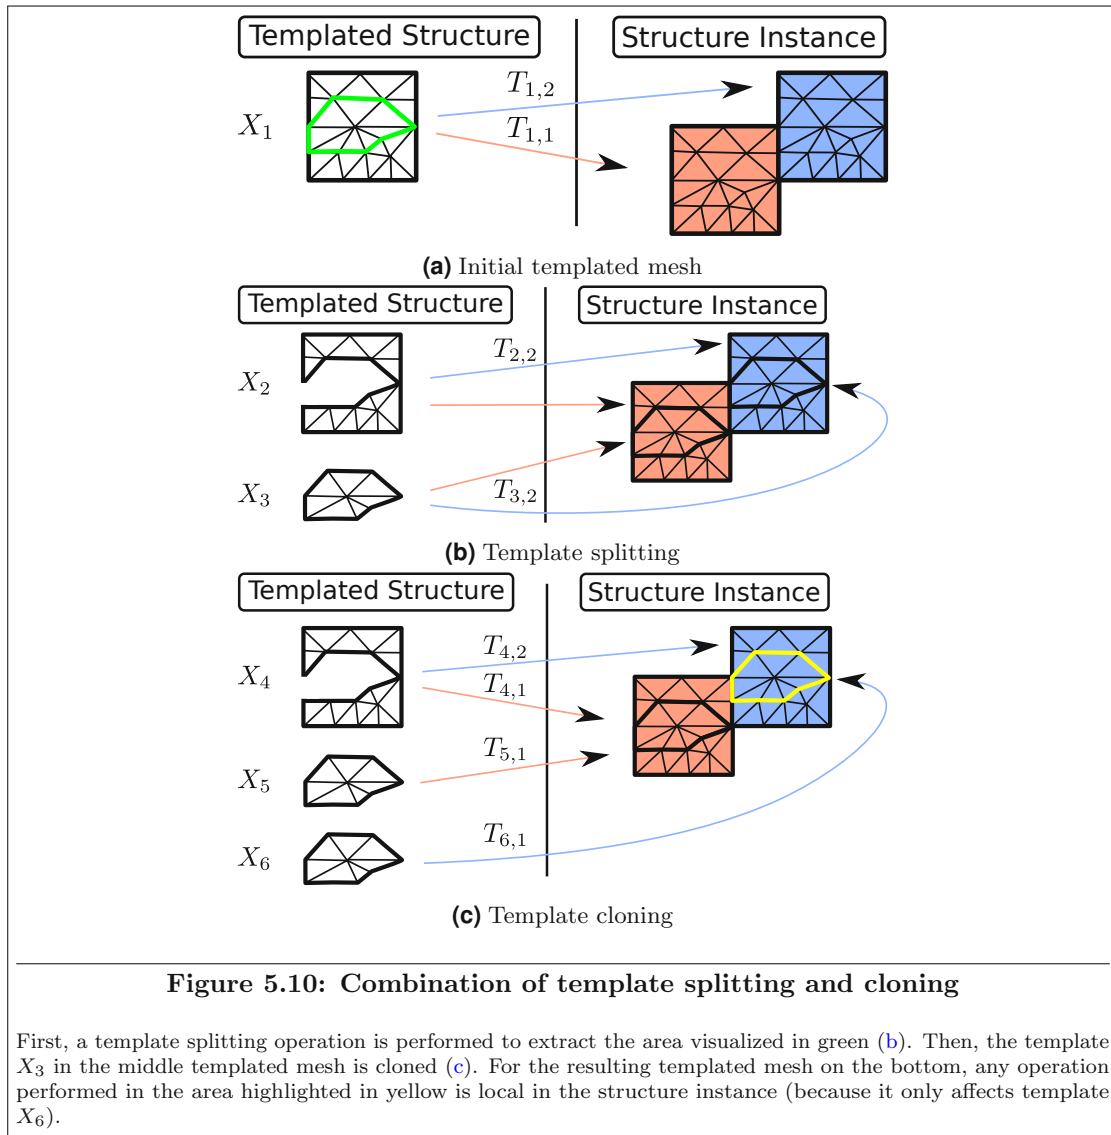 Templated Structure
Structure Instance
X1
T1,2
T1,1
(a) Initial templated mesh
Templated Structure
Structure Instance
X2
T2,2
X3
T3,2
(b) Template splitting
Templated Structure
Structure Instance
X4
T4,2
T4,1
X5
T5,1
X6
T6,1
(c) Template cloning
Figure 5.10: Combination of template splitting and cloning
First, a template splitting operation is performed to extract the area visualized in green (b). Then, the template
X3 in the middle templated mesh is cloned (c). For the resulting templated mesh on the bottom, any operation
performed in the area highlighted in yellow is local in the structure instance (because it only affects template
X6).